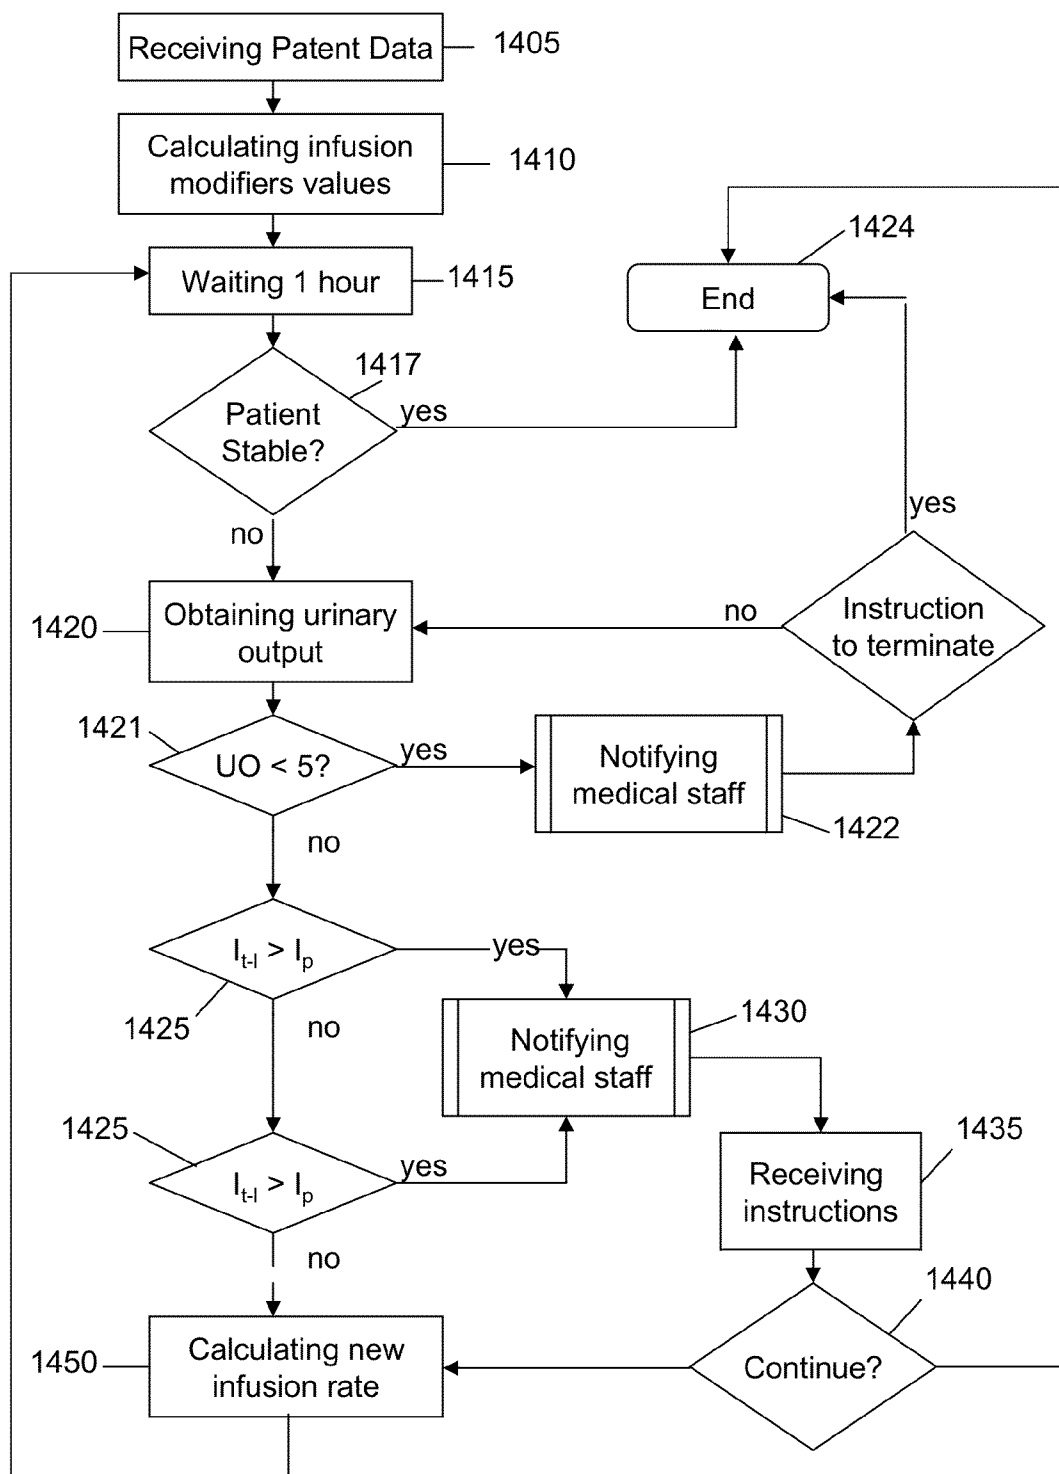 Receiving Patent Data
1405
Calculating infusion
modifiers values
1410
1424
Waiting 1 hour
1415
End
1417
Patient
Stable?
yes
no
yes
1420
Obtaining urinary
output
no
Instruction
to terminate
1421
UO < 5?
yes
Notifying
medical staff
1422
no
I_{t-I} > I_p
yes
1425
no
Notifying
medical staff
1430
1425
I_{t-I} > I_p
yes
1435
Receiving
instructions
no
1440
1450
Calculating new
infusion rate
Continue?